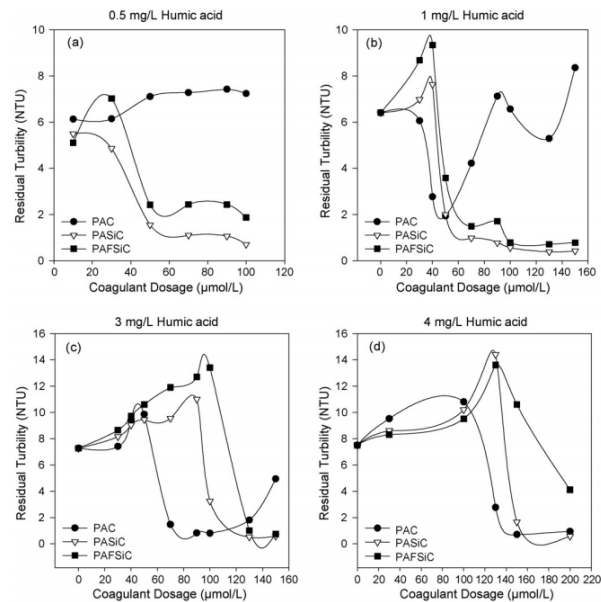 0.5 mg/L Humic acid
(a)
Residual Turbility (NTU)
10
8
6
4
2
0
PAC
PASiC
PAFSiC
0 20 40 60 80 100 120
Coagulant Dosage (µmol/L)
1 mg/L Humic acid
(b)
Residual Turbility (NTU)
10
8
6
4
2
0
PAC
PASiC
PAFSiC
0 20 40 60 80 100 120 140 160
Coagulant Dosage (µmol/L)
3 mg/L Humic acid
(c)
Residual Turbility (NTU)
16
14
12
10
8
6
4
2
0
PAC
PASiC
PAFSiC
0 20 40 60 80 100 120 140 160
Coagulant Dosage (µmol/L)
4 mg/L Humic acid
(d)
Residual Turbility (NTU)
16
14
12
10
8
6
4
2
0
PAC
PASiC
PAFSiC
0 20 40 60 80 100 120 140 160 180 200 220
Coagulant Dosage (µmol/L)